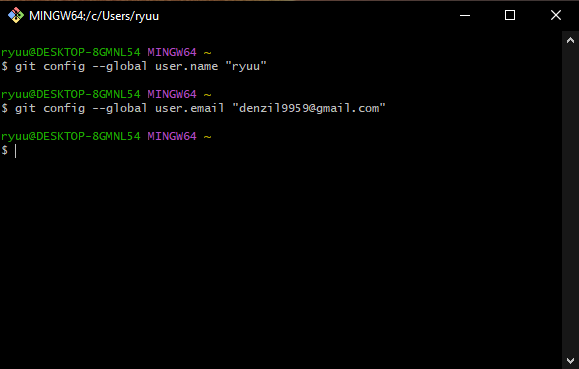 MINGW64:/c/Users/ryuu
ryuu@DESKTOP-8GMNL54 MINGW64 ~
$ git config --global user.name "ryuu"
ryuu@DESKTOP-8GMNL54 MINGW64 ~
$ git config --global user.email "denzil9959@gmail.com"
ryuu@DESKTOP-8GMNL54 MINGW64 ~
$